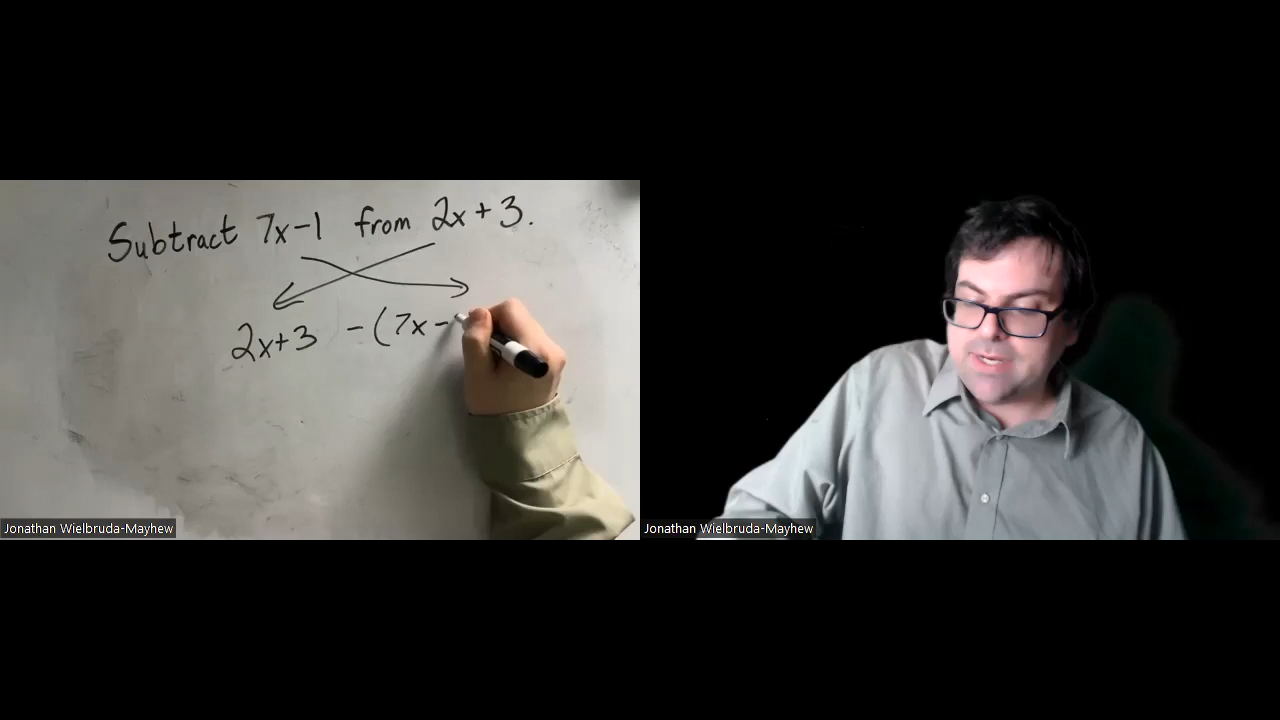 Subtract 7x-1 from 2x+3.
2x+3 -(7x-
Jonathan Wielbruda-Mayhew
Jonathan Wielbruda-Mayhew